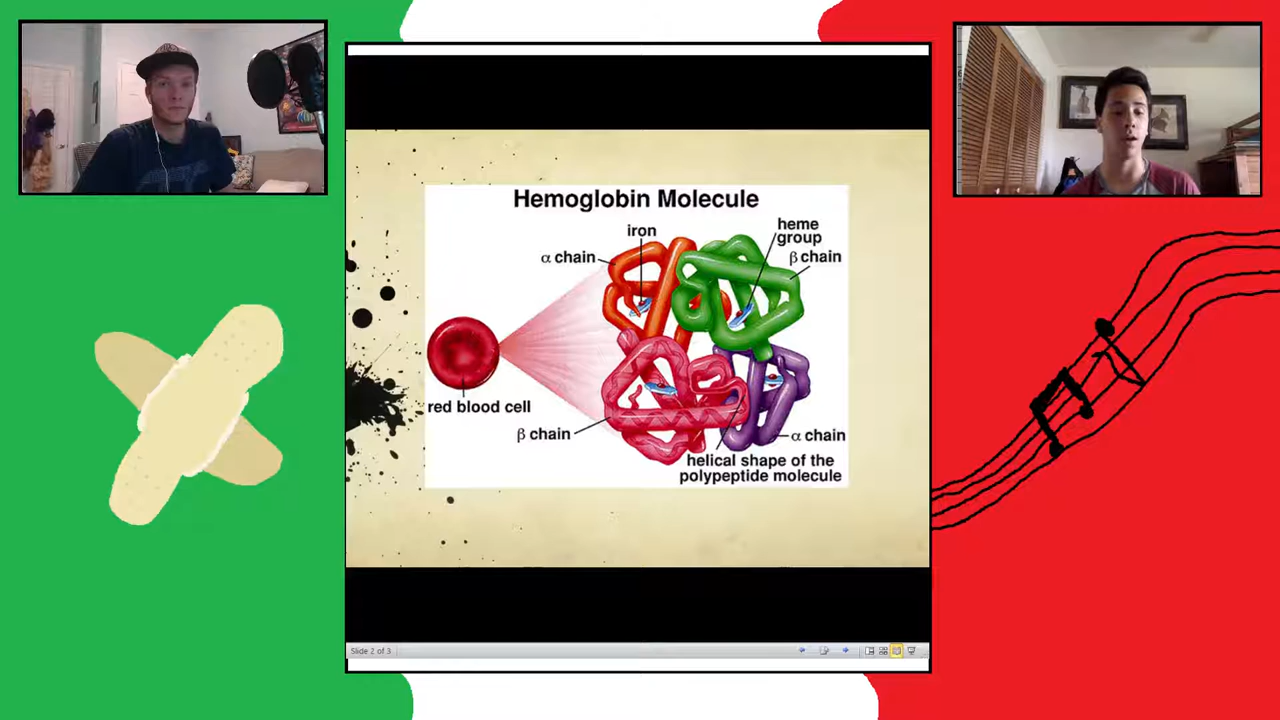 Hemoglobin Molecule
iron
heme
group
α chain
β chain
red blood cell
β chain
α chain
helical shape of the
polypeptide molecule
Slide 2 of 3